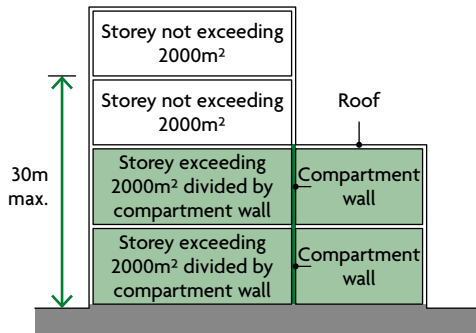 Storey not exceeding
2000m²
Storey not exceeding
2000m²
Roof
30m
max.
Storey exceeding
2000m² divided by
compartment wall
Compartment
wall
Storey exceeding
2000m² divided by
compartment wall
Compartment
wall